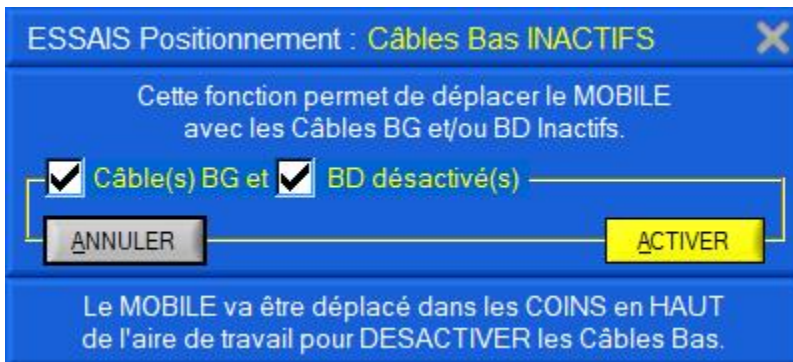 ESSAIS Positionnement : Câbles Bas INACTIFS
Cette fonction permet de déplacer le MOBILE
avec les Câbles BG et/ou BD Inactifs.
Câble(s) BG et BD désactivé(s)
ANNULER ACTIVER
Le MOBILE va être déplacé dans les COINS en HAUT
de l'aire de travail pour DESACTIVER les Câbles Bas.